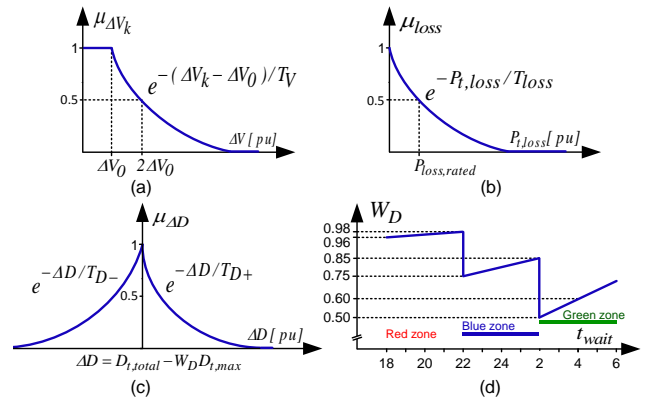 μ_ΔV_k
1
0.5
e^-(ΔV_k-ΔV_0)/T_V
ΔV[pu]
ΔV_0
2ΔV_0
(a)
μ_loss
1
0.5
e^-P_t,loss/T_loss
P_t,loss[pu]
P_loss,rated
(b)
μ_ΔD
1
0.5
e^-ΔD/T_D-
e^-ΔD/T_D+
ΔD[pu]
ΔD = D_t,total - W_D D_t,max
(c)
W_D
0.98
0.96
0.85
0.75
0.60
0.50
Red zone
Blue zone
Green zone
t_wait
18 20 22 24 2 4 6
(d)